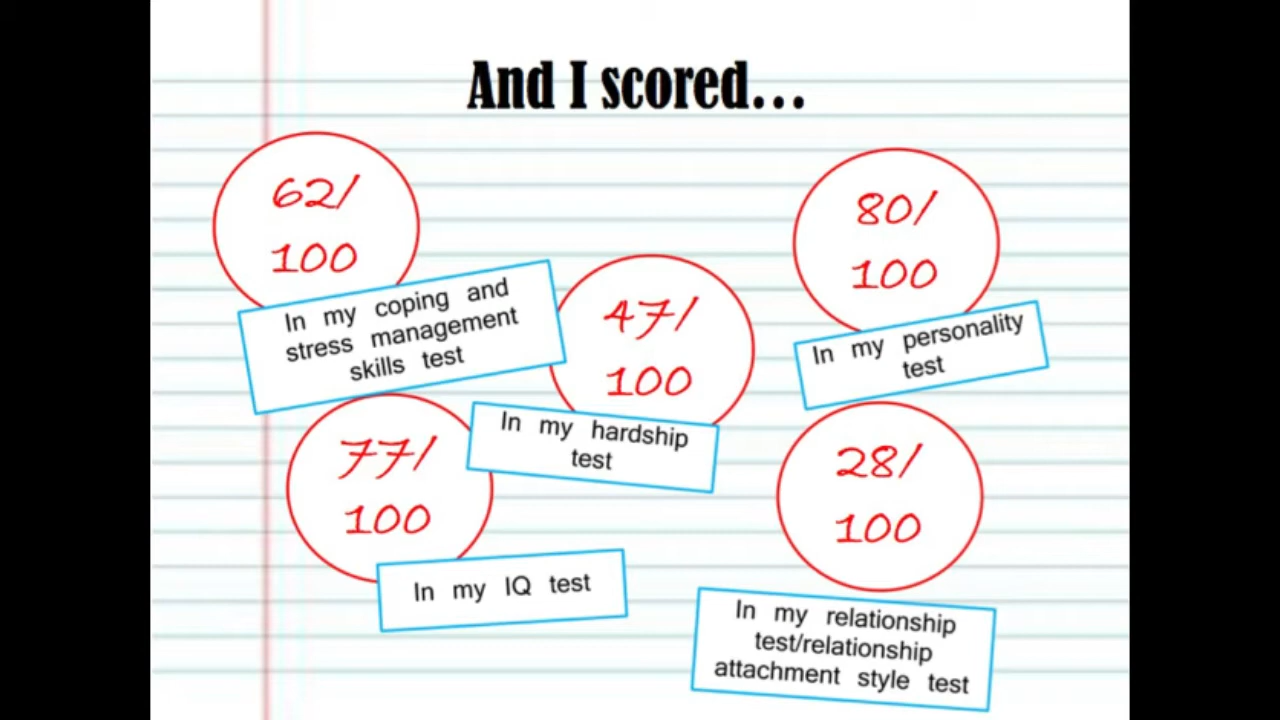 And I scored...
62/
100
In my coping and
stress management
skills test
47/
100
In my hardship
test
80/
100
In my personality
test
77/
100
In my IQ test
28/
100
In my relationship
test/relationship
attachment style test